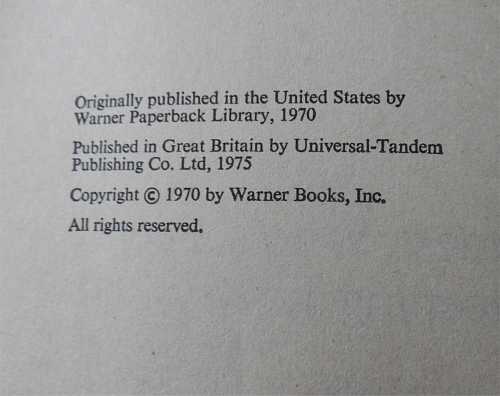 Originally published in the United States by
Warner Paperback Library, 1970
Published in Great Britain by Universal-Tandem
Publishing Co. Ltd, 1975
Copyright © 1970 by Warner Books, Inc.
All rights reserved.